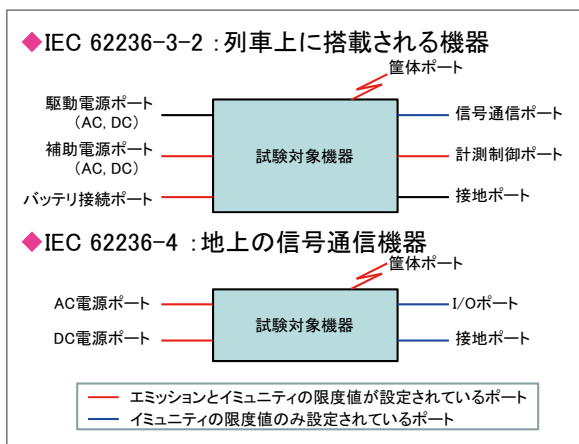 ◆IEC 62236-3-2 :列車上に搭載される機器
筐体ポート
駆動電源ポート
(AC, DC)
補助電源ポート
(AC, DC)
バッテリ接続ポート
試験対象機器
信号通信ポート
計測制御ポート
接地ポート
◆IEC 62236-4 :地上の信号通信機器
筐体ポート
AC電源ポート
DC電源ポート
試験対象機器
I/Oポート
接地ポート
エミッションとイミュニティの限度値が設定されているポート
イミュニティの限度値のみ設定されているポート